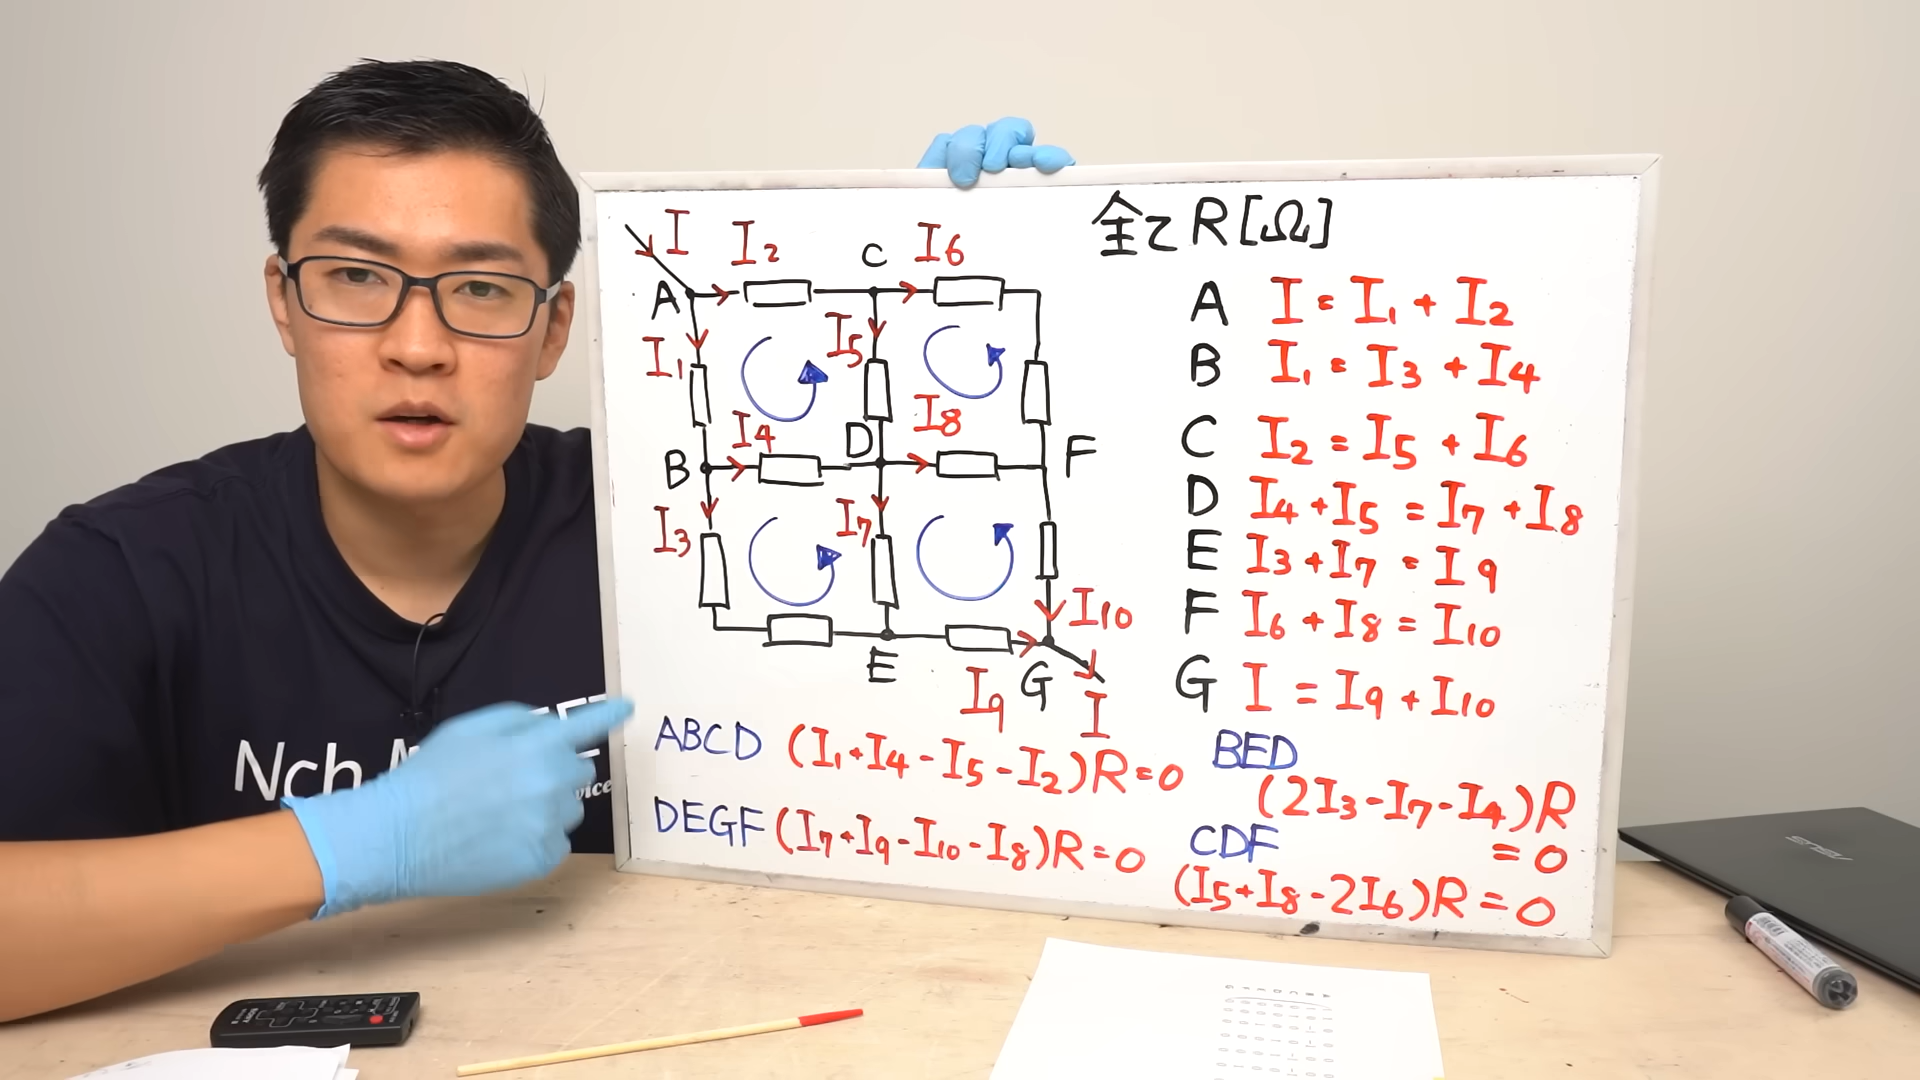 全てR[Ω]
I
I₂
C
I₆
A
I₁
I₅
I₄
D
I₈
B
F
I₃
I₇
I₁₀
E
I₉
G
I
A I = I₁ + I₂
B I₁ = I₃ + I₄
C I₂ = I₅ + I₆
D I₄ + I₅ = I₇ + I₈
E I₃ + I₇ = I₉
F I₆ + I₈ = I₁₀
G I = I₉ + I₁₀
ABCD (I₁ + I₄ - I₅ - I₂)R = 0
BED
(2I₃ - I₇ - I₄)R
= 0
DEGF (I₇ + I₉ - I₁₀ - I₈)R = 0
CDF
(I₅ + I₈ - 2I₆)R = 0
Nch
ASUS